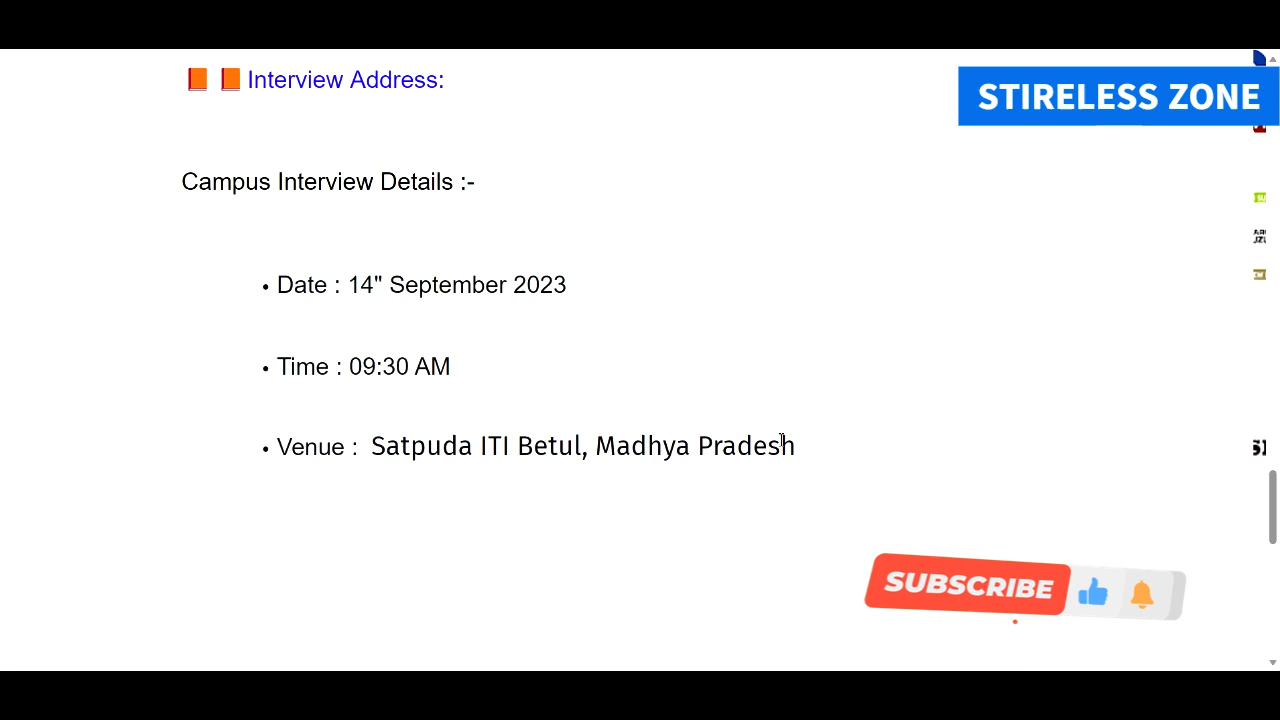 📙 📙 Interview Address:
STIRELESS ZONE
Campus Interview Details :-
• Date : 14" September 2023
• Time : 09:30 AM
• Venue : Satpuda ITI Betul, Madhya Pradesh
SUBSCRIBE